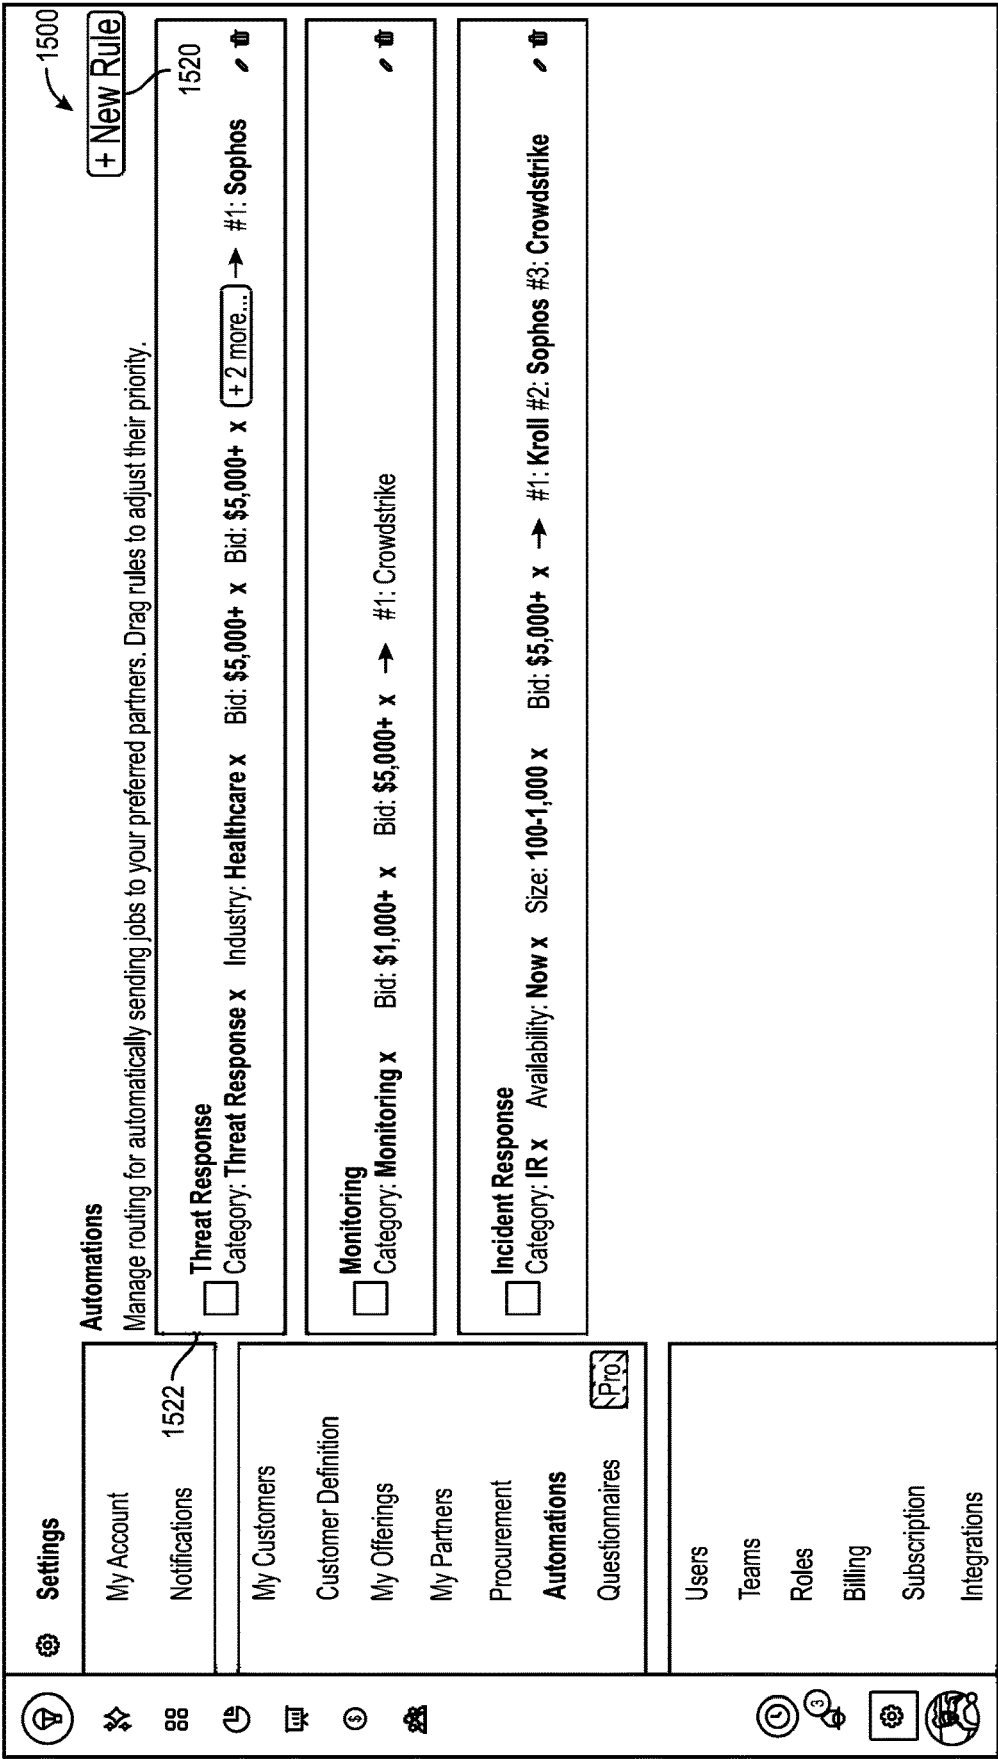 1500
Settings
Automations
+ New Rule
Manage routing for automatically sending jobs to your preferred partners. Drag rules to adjust their priority.
1520
1522
My Account
Notifications
My Customers
Customer Definition
My Offerings
My Partners
Procurement
Automations
Questionnaires Pro
Users
Teams
Roles
Billing
Subscription
Integrations
Threat Response
Category: Threat Response x Industry: Healthcare x Bid: $5,000+ x Bid: $5,000+ x + 2 more... → #1: Sophos
Monitoring
Category: Monitoring x Bid: $1,000+ x Bid: $5,000+ x → #1: Crowdstrike
Incident Response
Category: IR x Availability: Now x Size: 100-1,000 x Bid: $5,000+ x → #1: Kroll #2: Sophos #3: Crowdstrike
$
3